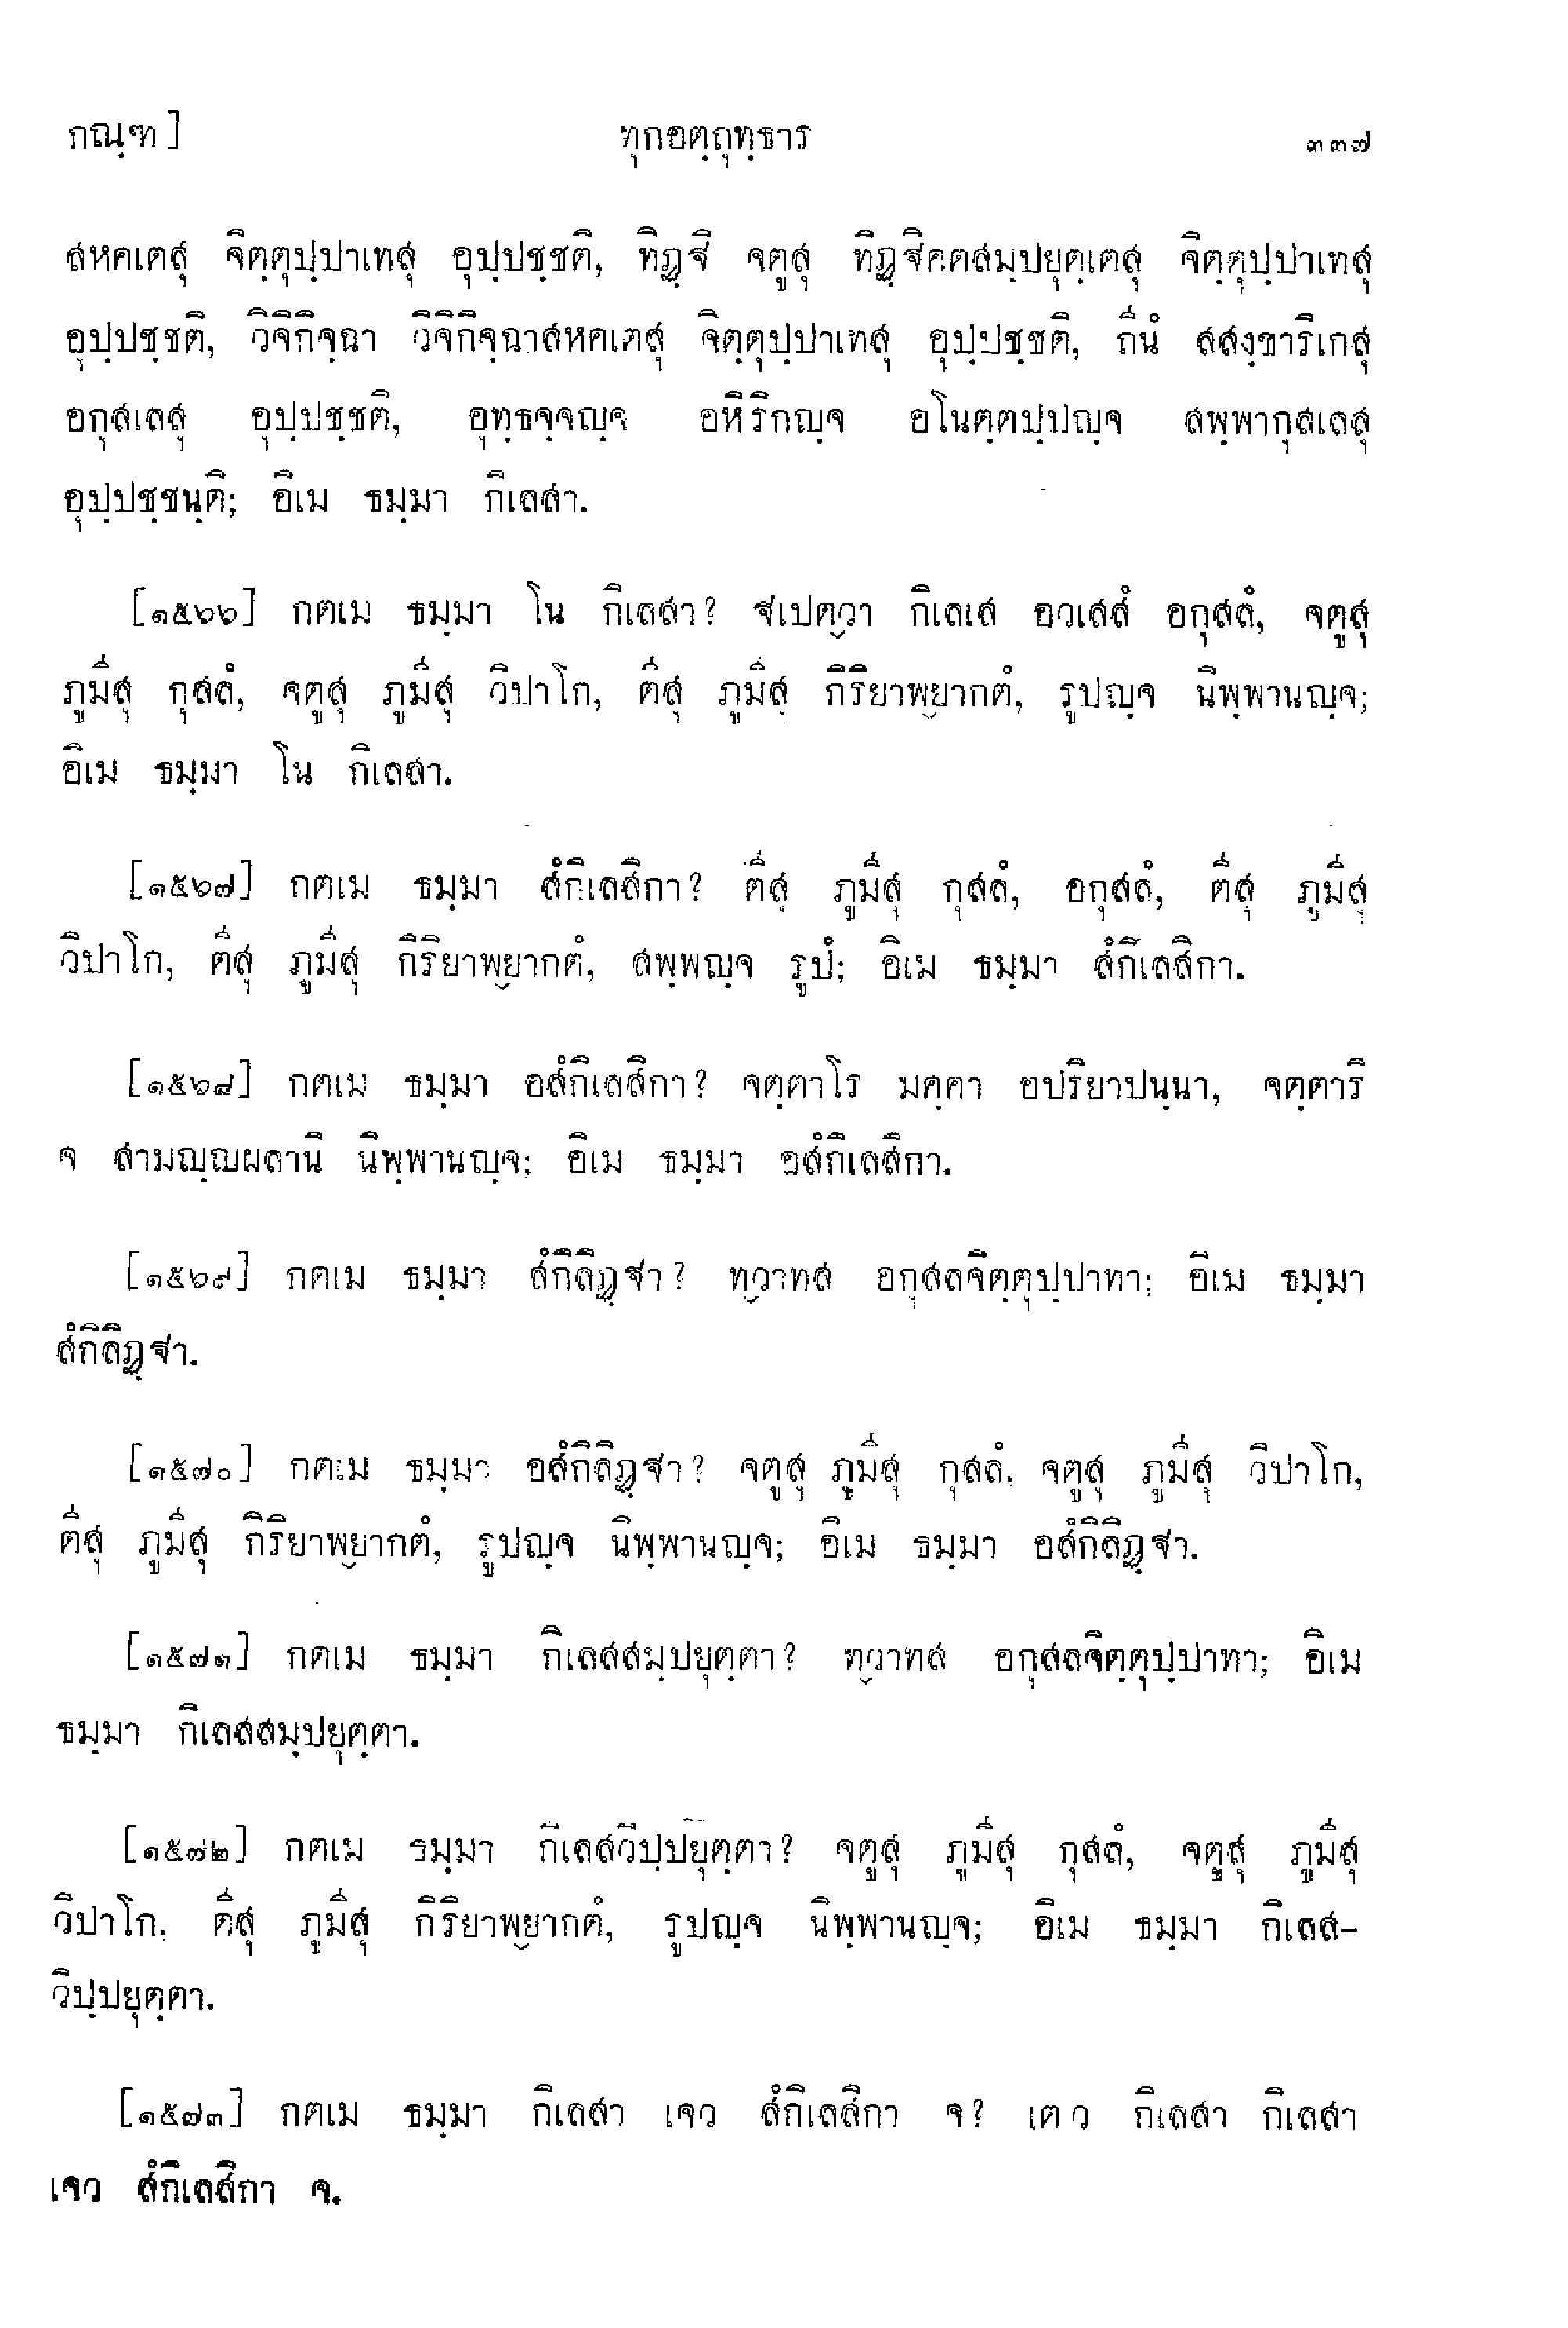 กณฺฑ] ทุกอตฺถุทฺธาร ๓๓๗
สหคเตสุ จิตฺตุปฺปาเทสุ อุปฺปชฺชติ, ทิฏฺฐิ จตูสุ ทิฏฺฐิคตสมฺปยุตฺเตสุ จิตฺตุปฺปาเทสุ
อุปฺปชฺชติ, วิจิกิจฺฉา วิจิกิจฺฉาสหคเตสุ จิตฺตุปฺปาเทสุ อุปฺปชฺชติ, ถีนํ สสงฺขาริเกสุ
อกุสเลสุ อุปฺปชฺชติ, อุทฺธจฺจญฺจ อหิริกญฺจ อโนตฺตปฺปญฺจ สพฺพากุสเลสุ
อุปฺปชฺชนฺติ; อิเม ธมฺมา กิเลสา.
[๑๕๖๖] กตเม ธมฺมา โน กิเลสา? ฐเปตฺวา กิเลเส อวเสสํ อกุสลํ, จตูสุ
ภูมีสุ กุสลํ, จตูสุ ภูมีสุ วิปาโก, ตีสุ ภูมีสุ กิริยาพฺยากตํ, รูปญฺจ นิพฺพานญฺจ;
อิเม ธมฺมา โน กิเลสา.
[๑๕๖๗] กตเม ธมฺมา สํกิเลสิกา? ตีสุ ภูมีสุ กุสลํ, อกุสลํ, ตีสุ ภูมีสุ
วิปาโก, ตีสุ ภูมีสุ กิริยาพฺยากตํ, สพฺพญฺจ รูปํ; อิเม ธมฺมา สํกิเลสิกา.
[๑๕๖๘] กตเม ธมฺมา อสํกิเลสิกา? จตฺตาโร มคฺคา อปริยาปนฺนา, จตฺตาริ
จ สามญฺญผลานิ นิพฺพานญฺจ; อิเม ธมฺมา อสํกิเลสิกา.
[๑๕๖๙] กตเม ธมฺมา สํกิลิฏฺฐา? ทฺวาทส อกุสลจิตฺตุปฺปาทา; อิเม ธมฺมา
สํกิลิฏฺฐา.
[๑๕๗๐] กตเม ธมฺมา อสํกิลิฏฺฐา? จตูสุ ภูมีสุ กุสลํ, จตูสุ ภูมีสุ วิปาโก,
ตีสุ ภูมีสุ กิริยาพฺยากตํ, รูปญฺจ นิพฺพานญฺจ; อิเม ธมฺมา อสํกิลิฏฺฐา.
[๑๕๗๑] กตเม ธมฺมา กิเลสสมฺปยุตฺตา? ทฺวาทส อกุสลจิตฺตุปฺปาทา; อิเม
ธมฺมา กิเลสสมฺปยุตฺตา.
[๑๕๗๒] กตเม ธมฺมา กิเลสวิปฺปยุตฺตา? จตูสุ ภูมีสุ กุสลํ, จตูสุ ภูมีสุ
วิปาโก, ตีสุ ภูมีสุ กิริยาพฺยากตํ, รูปญฺจ นิพฺพานญฺจ; อิเม ธมฺมา กิเลส-
วิปฺปยุตฺตา.
[๑๕๗๓] กตเม ธมฺมา กิเลสา เจว สํกิเลสิกา จ? เตว กิเลสา กิเลสา
เจว สํกิเลสิกา จ.